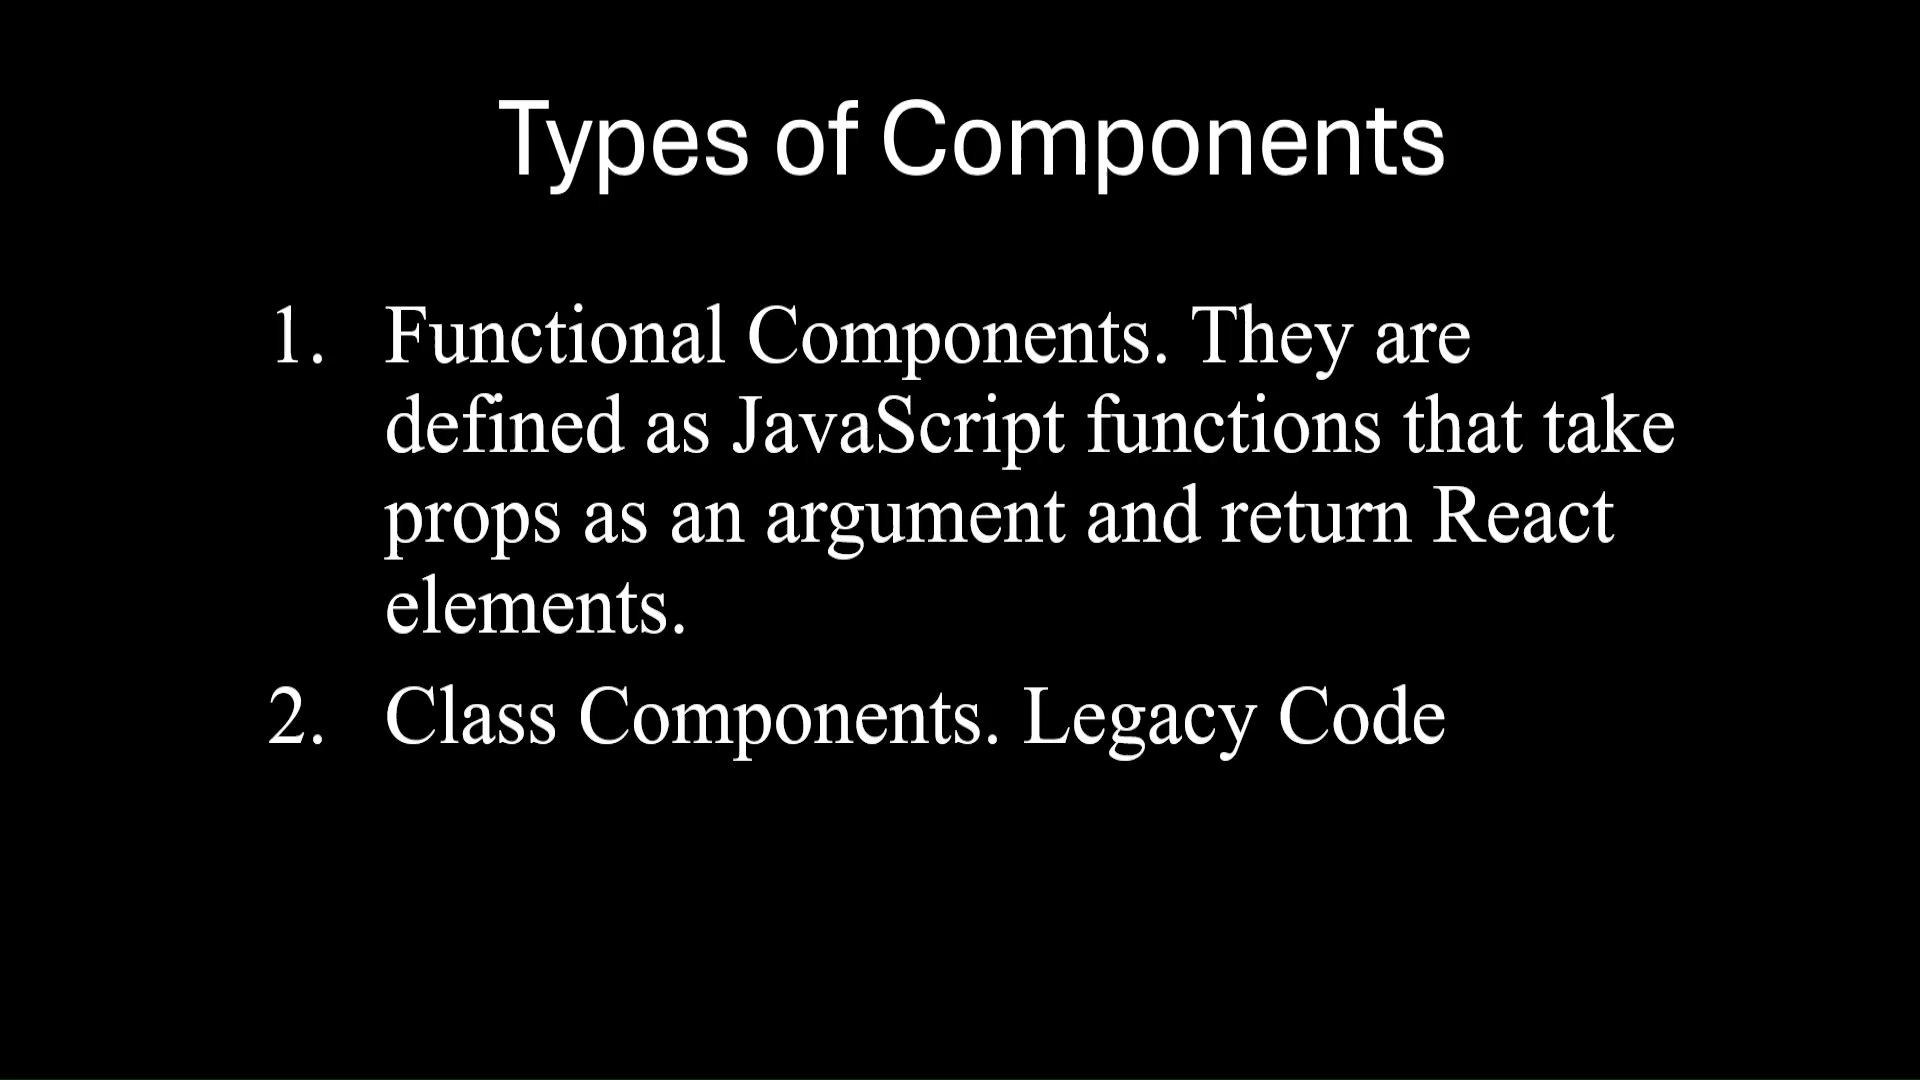 Types of Components
1. Functional Components. They are
defined as JavaScript functions that take
props as an argument and return React
elements.
2. Class Components. Legacy Code